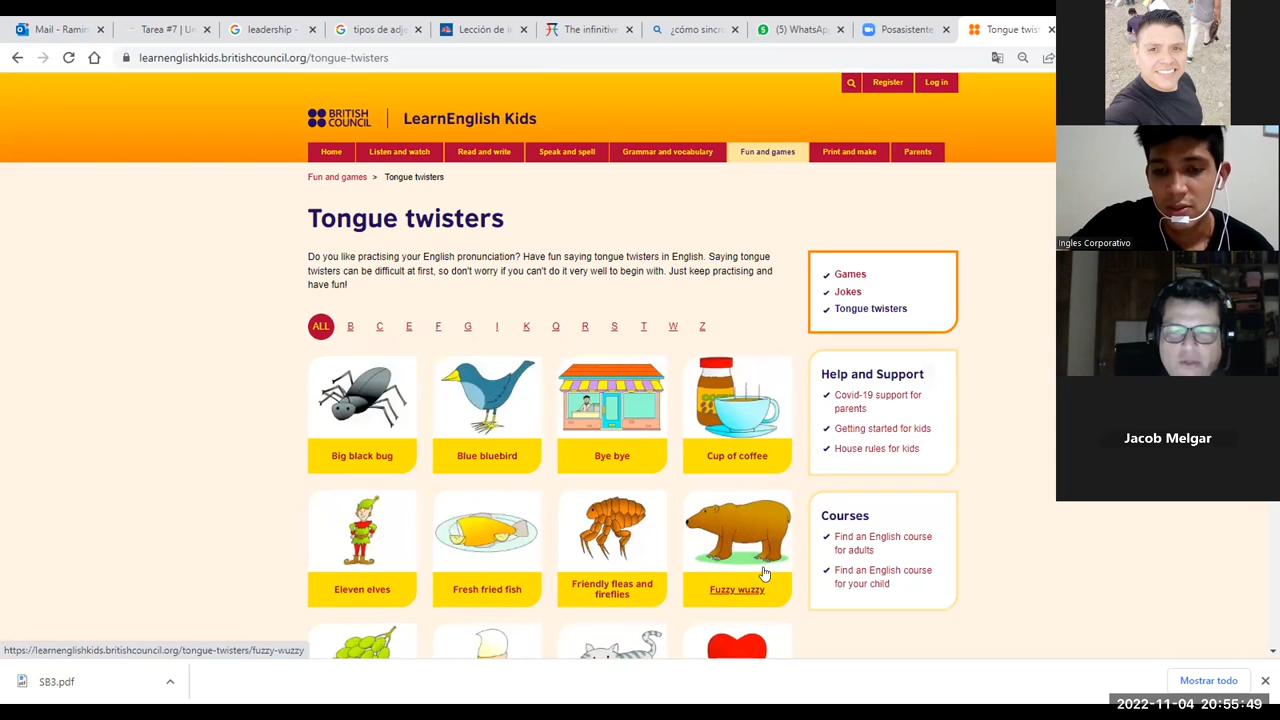 Mail - Ramir
Tarea #7 | Un
leadership -
tipos de adje
Lección de in
The infinitive
¿cómo sincro
(5) WhatsA
Posasistente
Tongue twist
learnenglishkids.britishcouncil.org/tongue-twisters
Register
Log in
BRITISH
COUNCIL
LearnEnglish Kids
Home
Listen and watch
Read and write
Speak and spell
Grammar and vocabulary
Fun and games
Print and make
Parents
Fun and games > Tongue twisters
Tongue twisters
Do you like practising your English pronunciation? Have fun saying tongue twisters in English. Saying tongue
twisters can be difficult at first, so don't worry if you can't do it very well to begin with. Just keep practising and
have fun!
ALL B C E F G I K Q R S T W Z
Big black bug
Blue bluebird
Bye bye
Cup of coffee
Eleven elves
Fresh fried fish
Friendly fleas and
fireflies
Fuzzy wuzzy
Games
Jokes
Tongue twisters
Help and Support
Covid-19 support for
parents
Getting started for kids
House rules for kids
Courses
Find an English course
for adults
Find an English course
for your child
Ingles Corporativo
Jacob Melgar
https://learnenglishkids.britishcouncil.org/tongue-twisters/fuzzy-wuzzy
SB3.pdf
Mostrar todo
2022-11-04 20:55:49